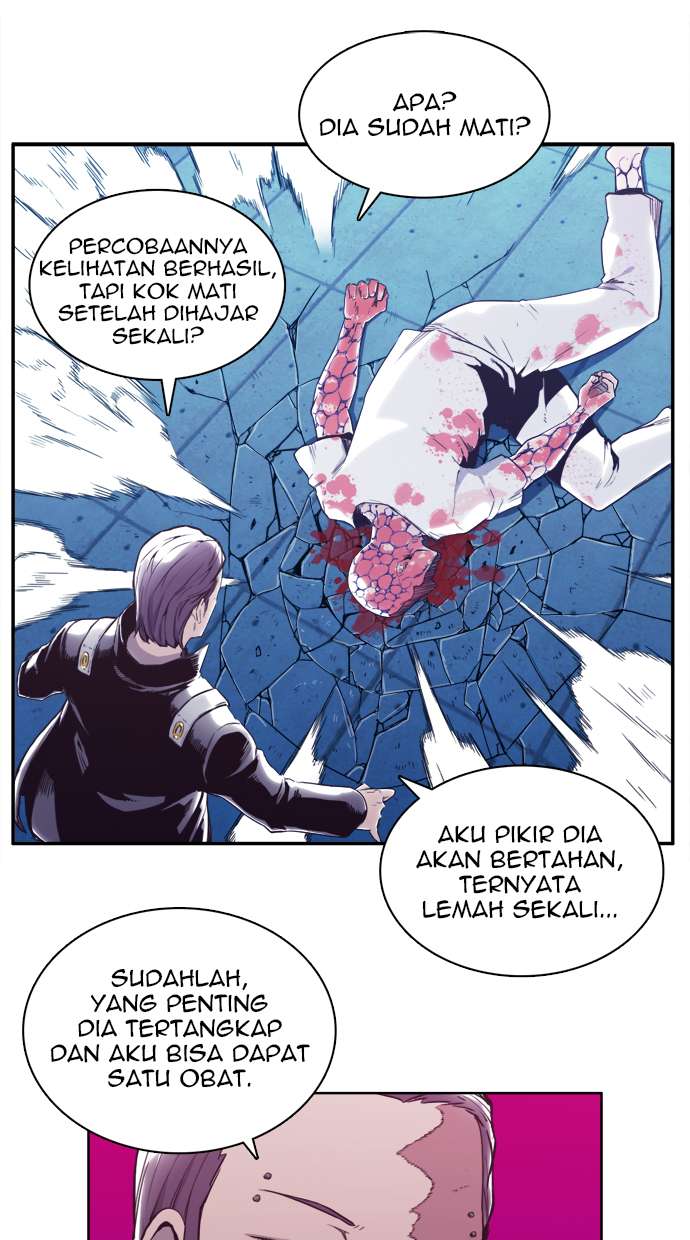 APA?
DIA SUDAH MATI?
PERCOBAANNYA
KELIHATAN BERHASIL,
TAPI KOK MATI
SETELAH DIHAJAR
SEKALI?
AKU PIKIR DIA
AKAN BERTAHAN,
TERNYATA
LEMAH SEKALI...
SUDAHLAH,
YANG PENTING
DIA TERTANGKAP
DAN AKU BISA DAPAT
SATU OBAT.